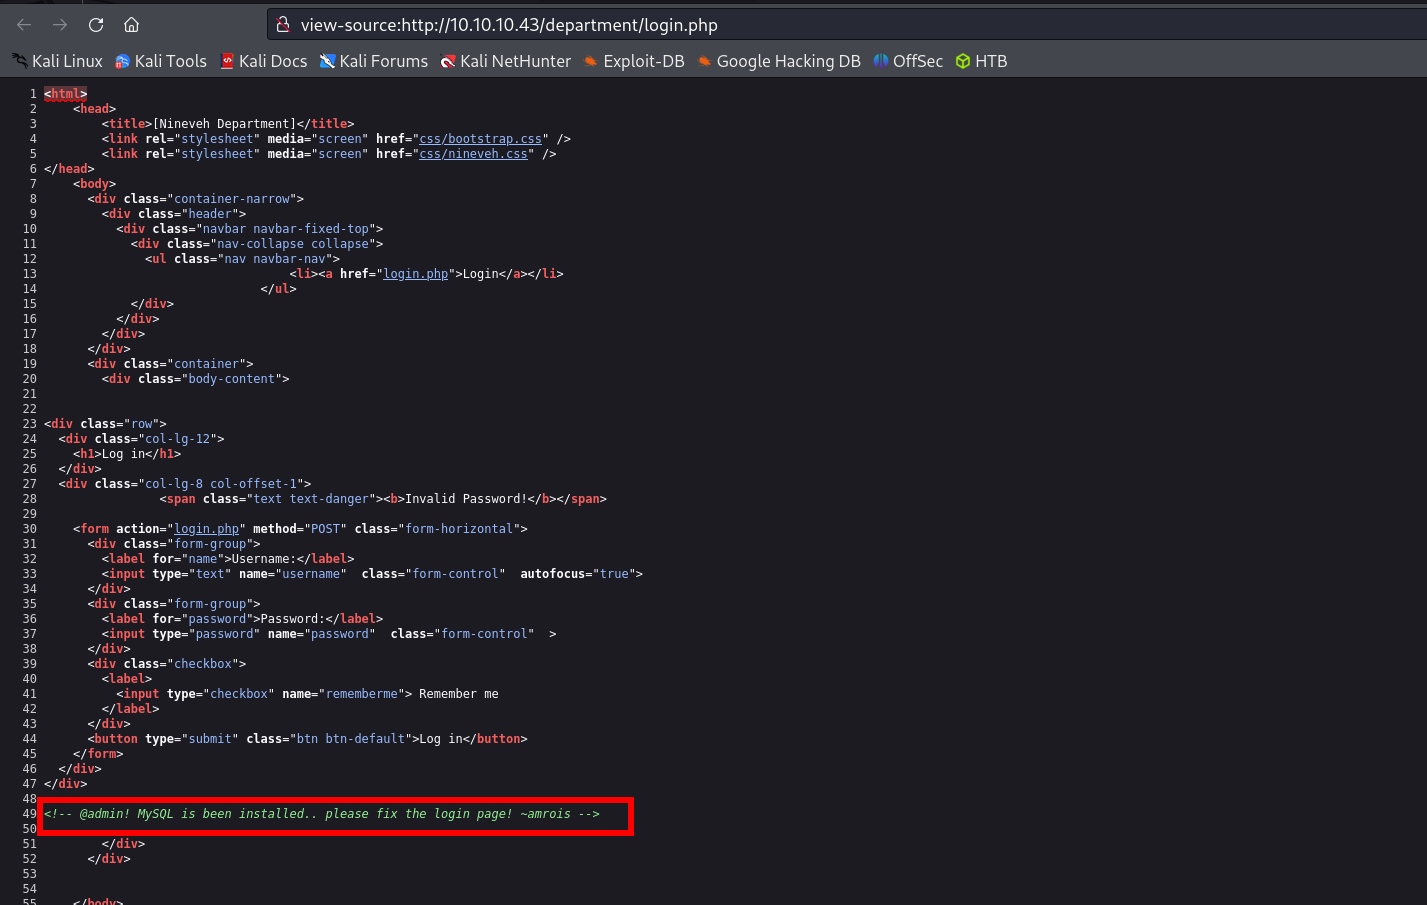 view-source:http://10.10.10.43/department/login.php
Kali Linux Kali Tools Kali Docs Kali Forums Kali NetHunter Exploit-DB Google Hacking DB OffSec HTB
1 <html>
2 <head>
3 <title>[Nineveh Department]</title>
4 <link rel="stylesheet" media="screen" href="css/bootstrap.css" />
5 <link rel="stylesheet" media="screen" href="css/nineveh.css" />
6 </head>
7 <body>
8 <div class="container-narrow">
9 <div class="header">
10 <div class="navbar navbar-fixed-top">
11 <div class="nav-collapse collapse">
12 <ul class="nav navbar-nav">
13 <li><a href="login.php">Login</a></li>
14 </ul>
15 </div>
16 </div>
17 </div>
18 </div>
19 <div class="container">
20 <div class="body-content">
21
22
23 <div class="row">
24 <div class="col-lg-12">
25 <h1>Log in</h1>
26 </div>
27 <div class="col-lg-8 col-offset-1">
28 <span class="text text-danger"><b>Invalid Password!</b></span>
29
30 <form action="login.php" method="POST" class="form-horizontal">
31 <div class="form-group">
32 <label for="name">Username:</label>
33 <input type="text" name="username"  class="form-control"  autofocus="true">
34 </div>
35 <div class="form-group">
36 <label for="password">Password:</label>
37 <input type="password" name="password"  class="form-control"  >
38 </div>
39 <div class="checkbox">
40 <label>
41 <input type="checkbox" name="rememberme"> Remember me
42 </label>
43 </div>
44 <button type="submit" class="btn btn-default">Log in</button>
45 </form>
46 </div>
47 </div>
48
49 <!-- @admin! MySQL is been installed.. please fix the login page! ~amrois -->
50
51 </div>
52 </div>
53
54
55 </body>